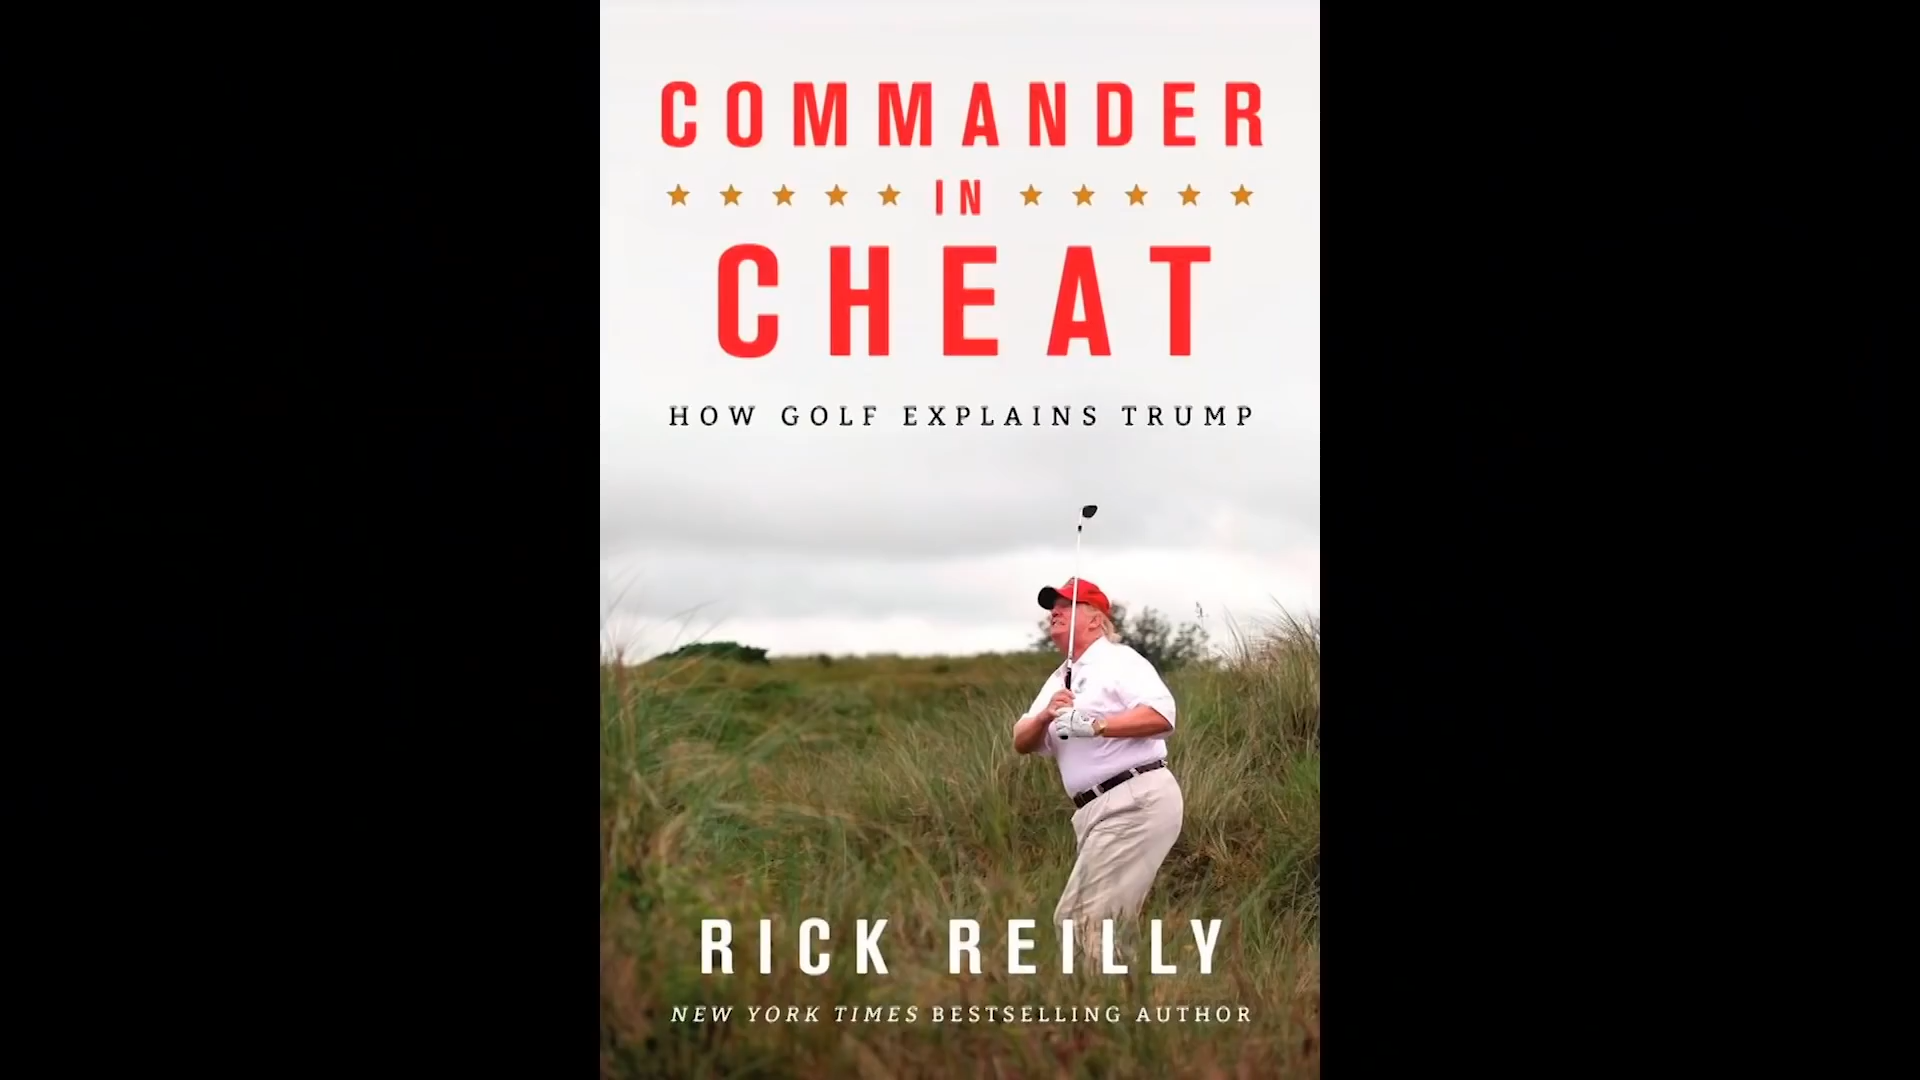 COMMANDER
IN
CHEAT
HOW GOLF EXPLAINS TRUMP
RICK REILLY
NEW YORK TIMES BESTSELLING AUTHOR